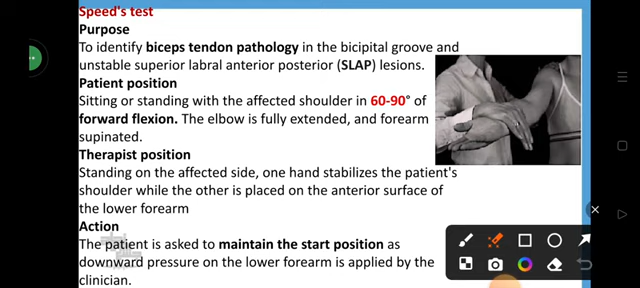 Speed's test
Purpose
To identify biceps tendon pathology in the bicipital groove and
unstable superior labral anterior posterior (SLAP) lesions.
Patient position
Sitting or standing with the affected shoulder in 60-90° of
forward flexion. The elbow is fully extended, and forearm
supinated.
Therapist position
Standing on the affected side, one hand stabilizes the patient's
shoulder while the other is placed on the anterior surface of
the lower forearm
Action
The patient is asked to maintain the start position as
downward pressure on the lower forearm is applied by the
clinician.